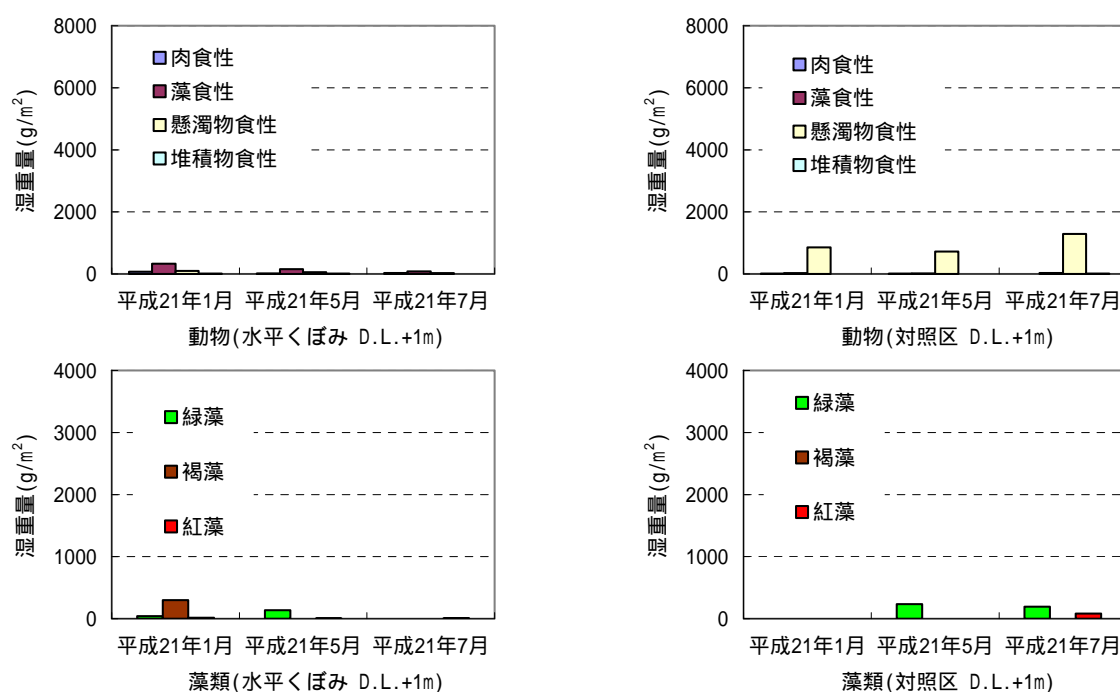 8000
6000
4000
2000
0
湿重量(g/m²)
肉食性
藻食性
懸濁物食性
堆積物食性
平成21年1月 平成21年5月 平成21年7月
動物(水平くぼみ D.L.+1m)
8000
6000
4000
2000
0
湿重量(g/m²)
肉食性
藻食性
懸濁物食性
堆積物食性
平成21年1月 平成21年5月 平成21年7月
動物(対照区 D.L.+1m)
4000
3000
2000
1000
0
湿重量(g/m²)
緑藻
褐藻
紅藻
平成21年1月 平成21年5月 平成21年7月
藻類(水平くぼみ D.L.+1m)
4000
3000
2000
1000
0
湿重量(g/m²)
緑藻
褐藻
紅藻
平成21年1月 平成21年5月 平成21年7月
藻類(対照区 D.L.+1m)